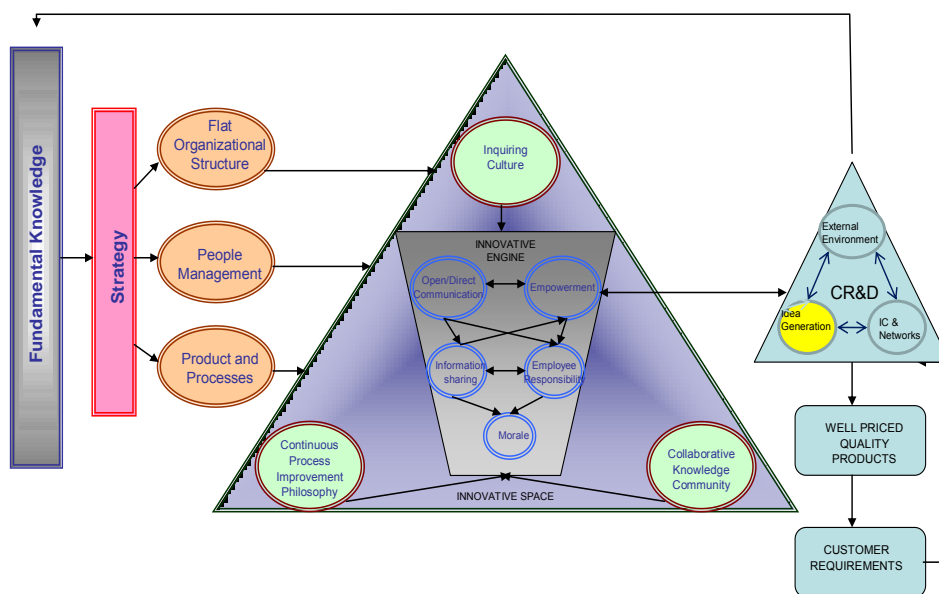 Fundamental Knowledge
Strategy
Flat
Organizational
Structure
People
Management
Product and
Processes
Inquiring
Culture
INNOVATIVE
ENGINE
Open/Direct
Communication
Empowerment
Information
sharing
Employee
Responsibility
Morale
Continuous
Process
Improvement
Philosophy
Collaborative
Knowledge
Community
INNOVATIVE SPACE
External
Environment
CR&D
Idea
Generation
IC &
Networks
WELL PRICED
QUALITY
PRODUCTS
CUSTOMER
REQUIREMENTS